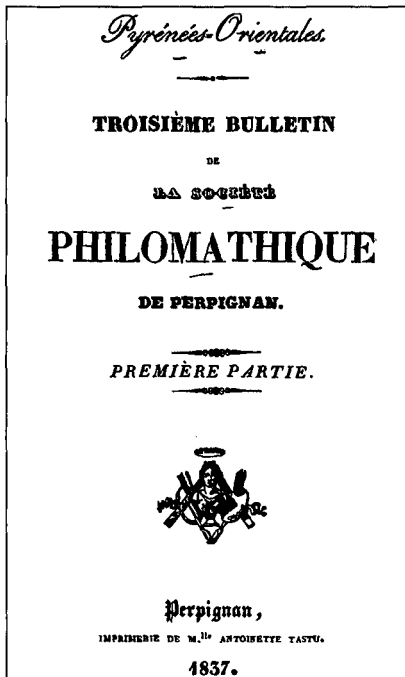 Pyrénées-Orientales.
TROISIÈME BULLETIN
DE
LA SOCIÉTÉ
PHILOMATHIQUE
DE PERPIGNAN.
PREMIÈRE PARTIE.
Perpignan,
IMPRIMERIE DE M.lle ANTOINETTE TASTU.
1837.